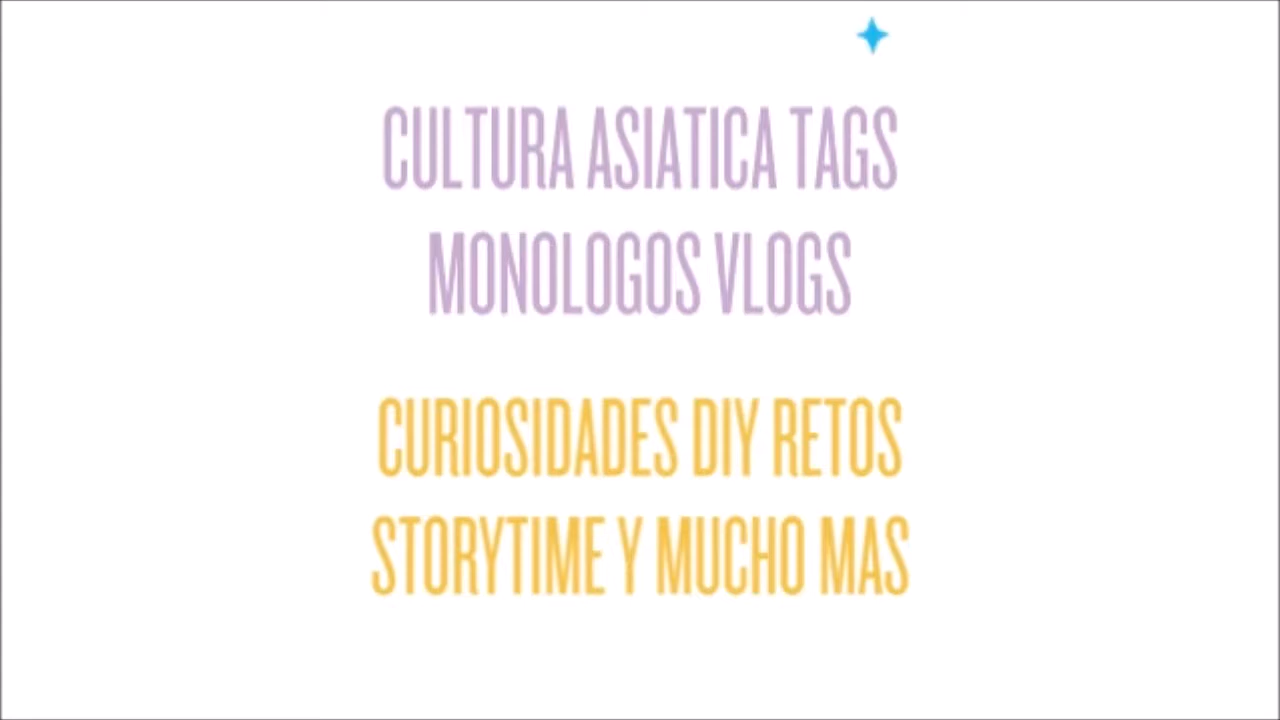 CULTURA ASIATICA TAGS
MONOLOGOS VLOGS
CURIOSIDADES DIY RETOS
STORYTIME Y MUCHO MAS